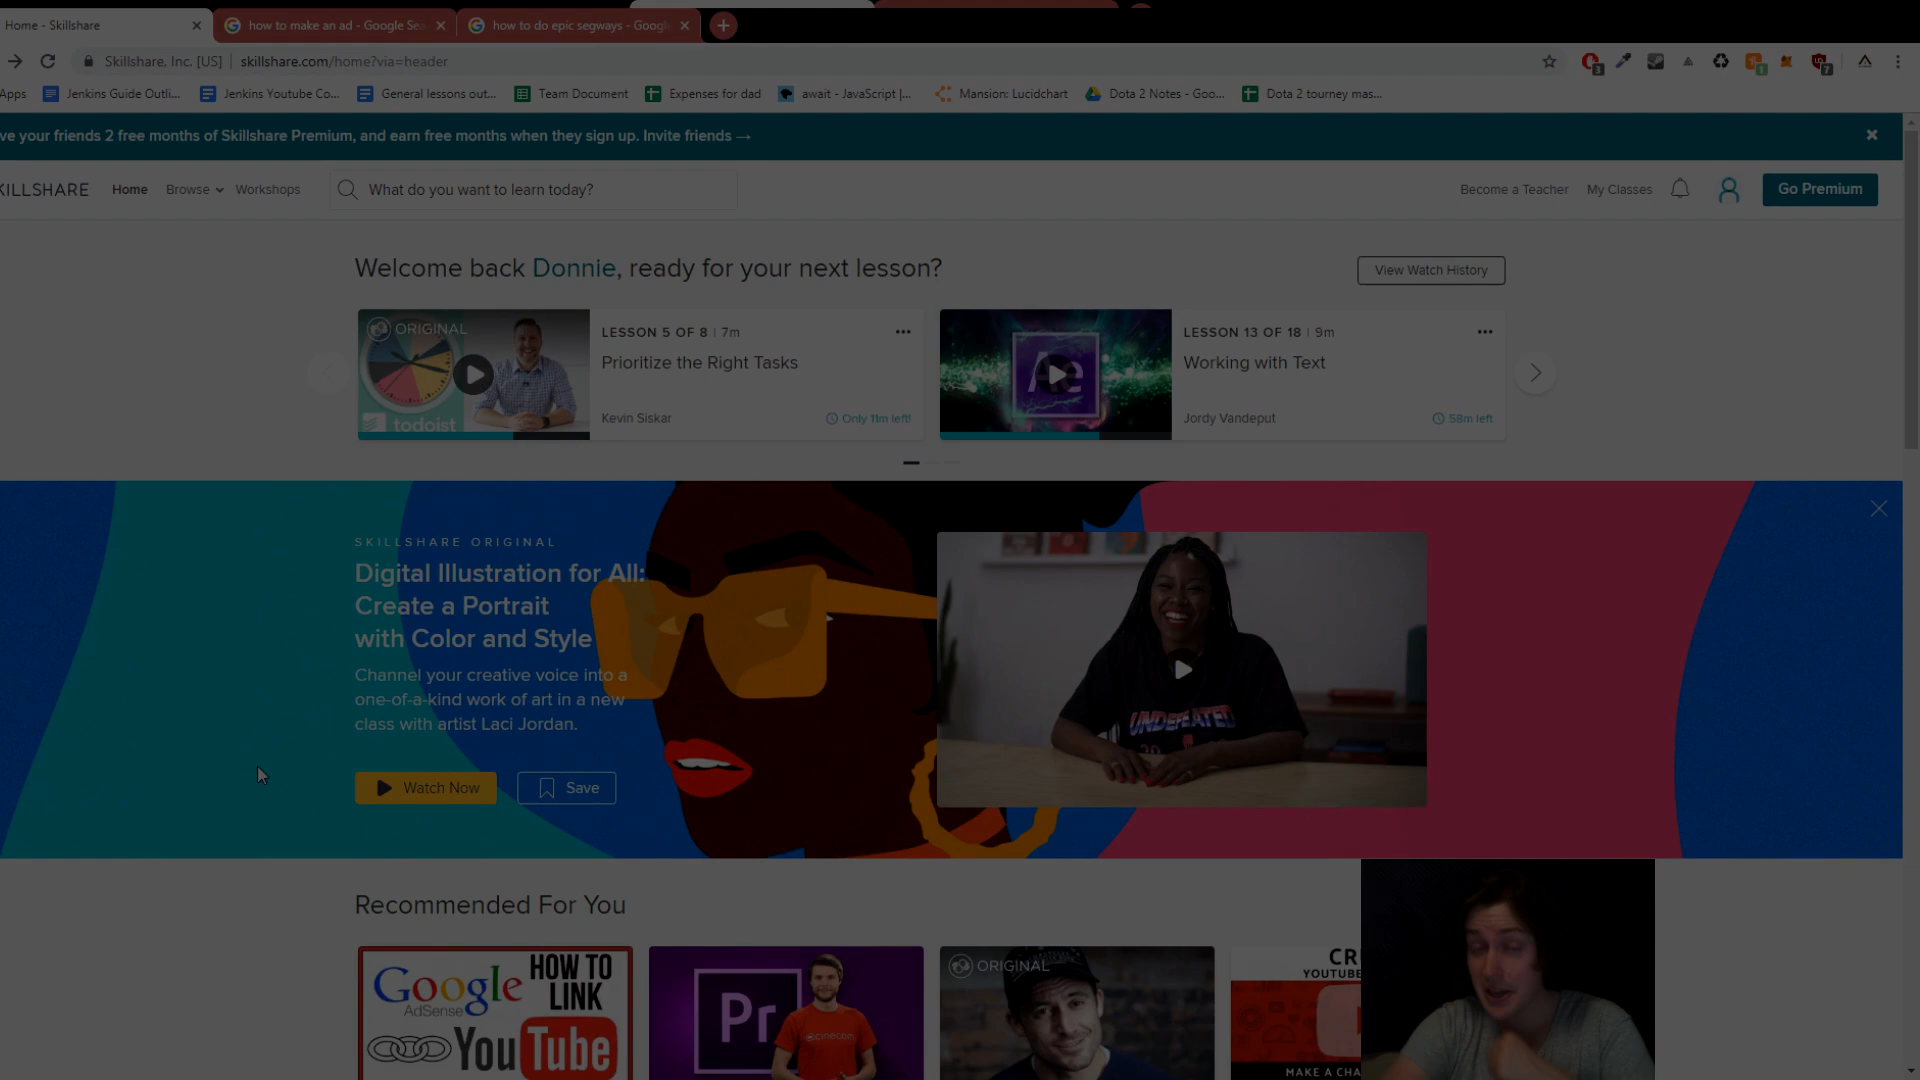 Home - Skillshare
how to make an ad - Google Sea
how to do epic segways - Googl
Skillshare, Inc. [US] | skillshare.com/home?via=header
Apps
Jenkins Guide Outli...
Jenkins Youtube Co...
General lessons out...
Team Document
Expenses for dad
await - JavaScript |...
Mansion: Lucidchart
Dota 2 Notes - Goo...
Dota 2 tourney mas...
ve your friends 2 free months of Skillshare Premium, and earn free months when they sign up. Invite friends →
KILLSHARE
Home
Browse
Workshops
What do you want to learn today?
Become a Teacher
My Classes
Go Premium
Welcome back Donnie, ready for your next lesson?
View Watch History
ORIGINAL
todoist
LESSON 5 OF 8 | 7m
Prioritize the Right Tasks
Kevin Siskar
Only 11m left!
Ae
LESSON 13 OF 18 | 9m
Working with Text
Jordy Vandeput
58m left
SKILLSHARE ORIGINAL
Digital Illustration for All:
Create a Portrait
with Color and Style
Channel your creative voice into a
one-of-a-kind work of art in a new
class with artist Laci Jordan.
Watch Now
Save
UNDEFEATED
Recommended For You
Google
AdSense
HOW TO
LINK
YouTube
Pr
cinecom
ORIGINAL
CR
YOUTUBE
MAKE A CHA